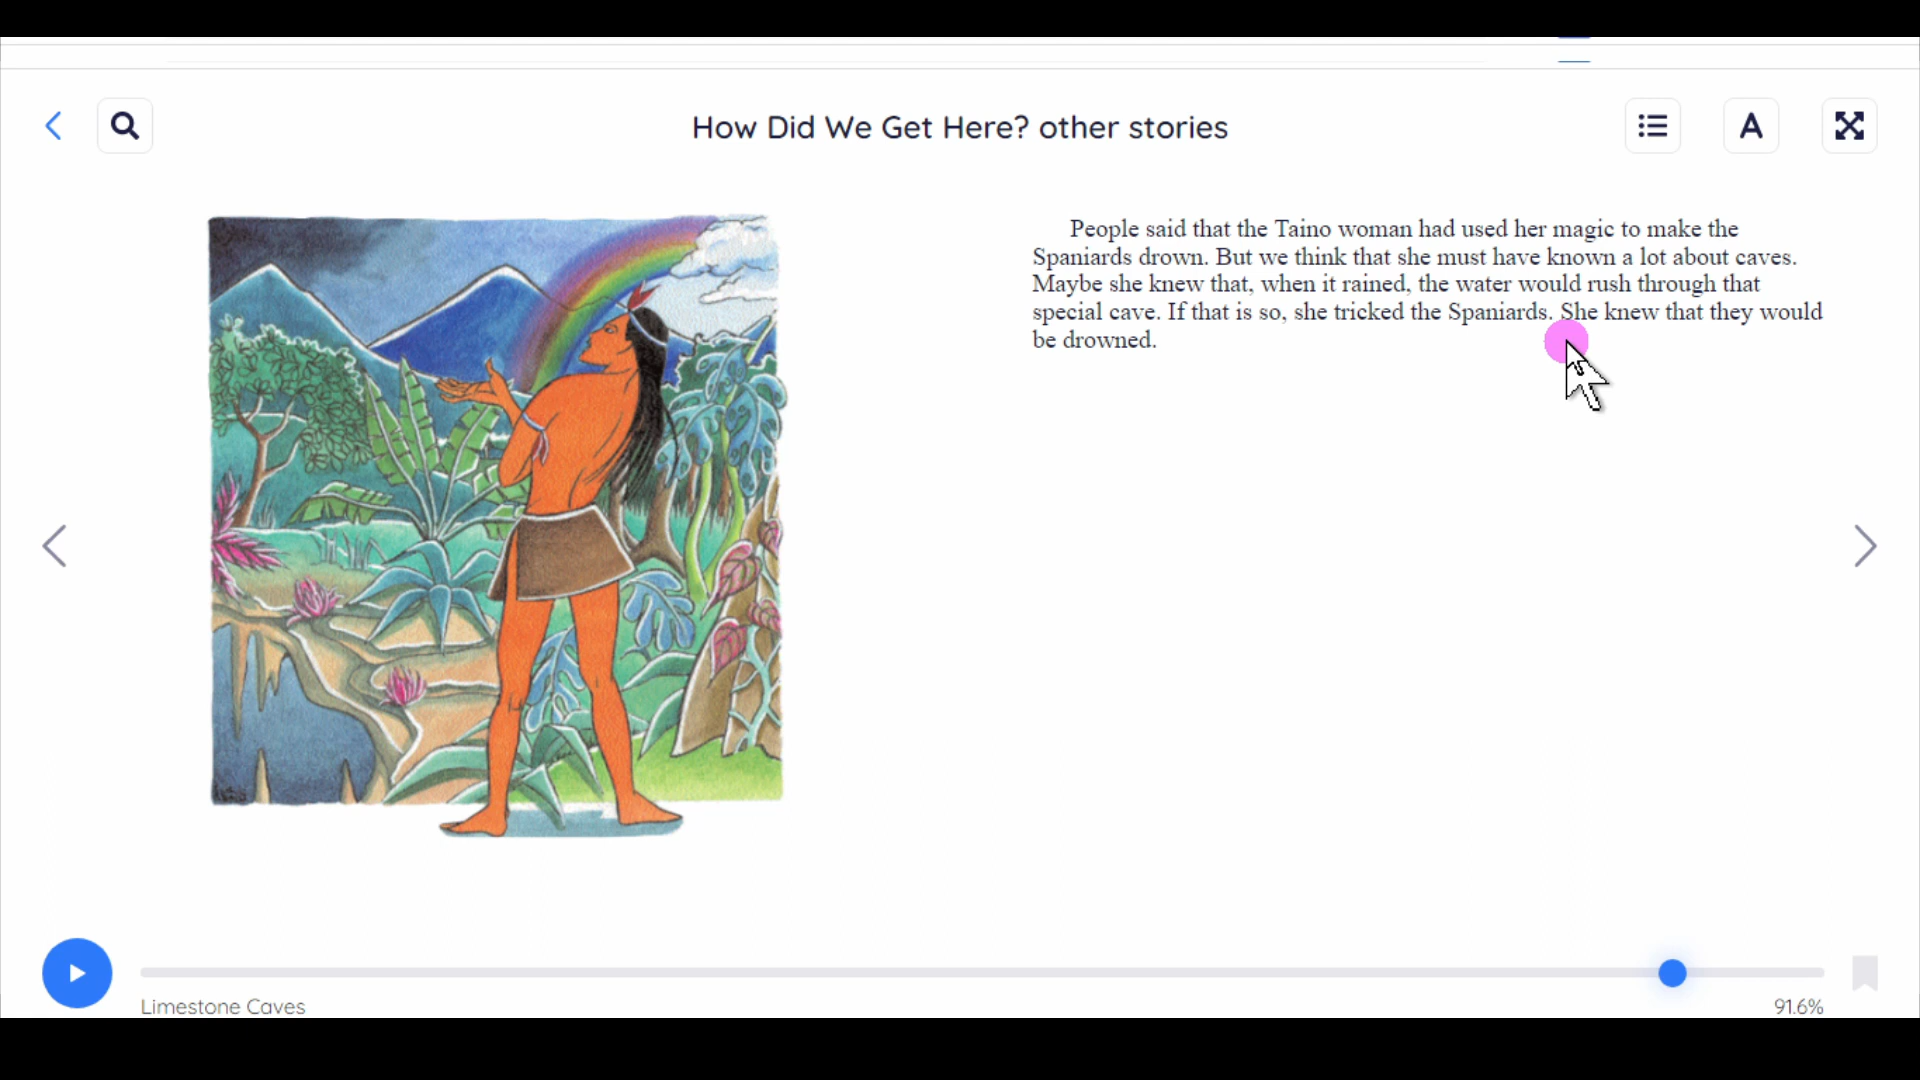 How Did We Get Here? other stories
A
People said that the Taino woman had used her magic to make the
Spaniards drown. But we think that she must have known a lot about caves.
Maybe she knew that, when it rained, the water would rush through that
special cave. If that is so, she tricked the Spaniards. She knew that they would
be drowned.
Limestone Caves
91.6%